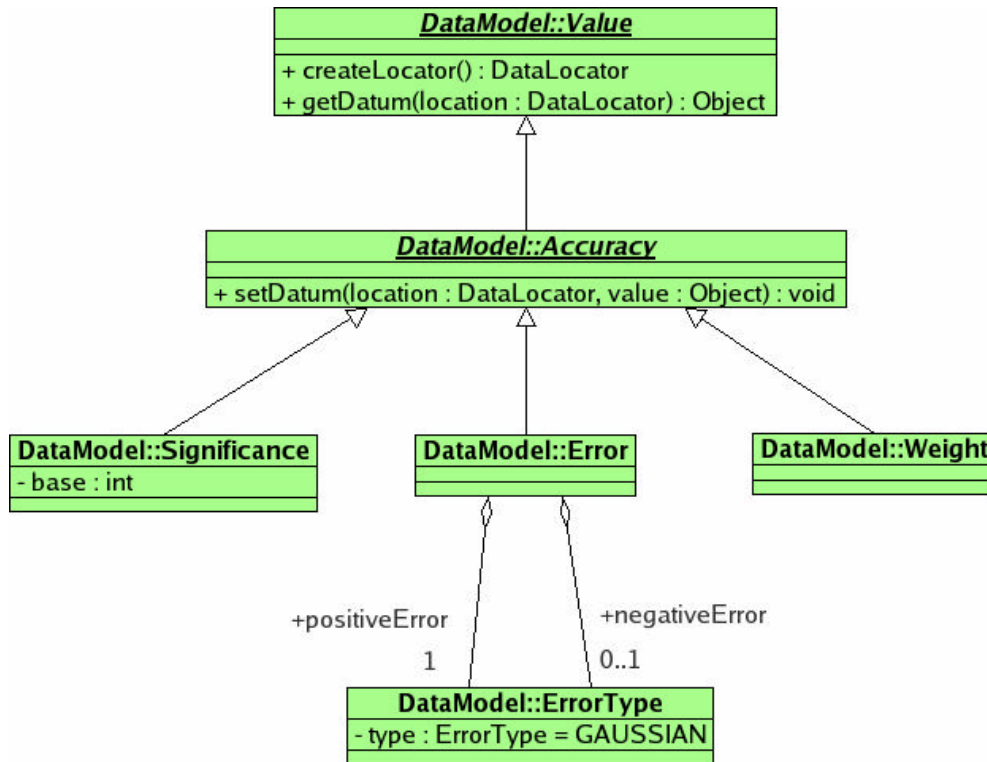 DataModel::Value
+ createLocator() : DataLocator
+ getDatum(location : DataLocator) : Object
DataModel::Accuracy
+ setDatum(location : DataLocator, value : Object) : void
DataModel::Significance
- base : int
DataModel::Error
DataModel::Weight
+positiveError
1
+negativeError
0..1
DataModel::ErrorType
- type : ErrorType = GAUSSIAN